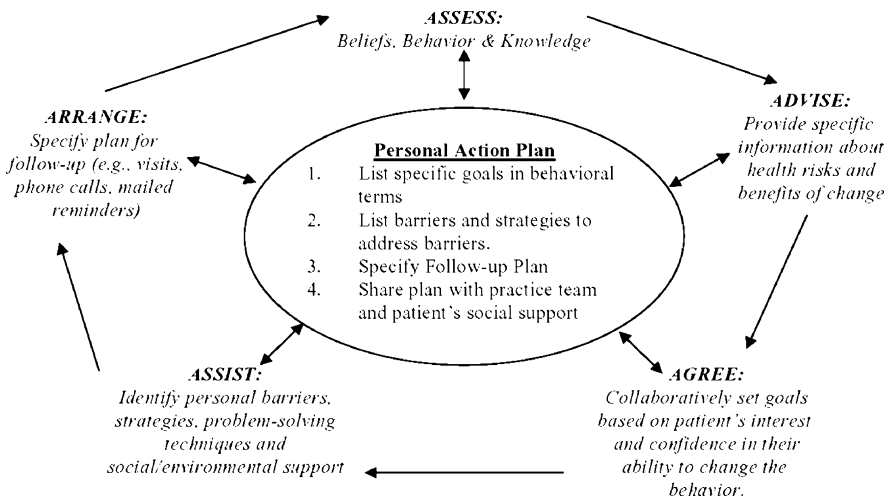 ASSESS:
Beliefs, Behavior & Knowledge
ADVISE:
Provide specific
information about
health risks and
benefits of change
AGREE:
Collaboratively set goals
based on patient's interest
and confidence in their
ability to change the
behavior.
ASSIST:
Identify personal barriers,
strategies, problem-solving
techniques and
social/environmental support
ARRANGE:
Specify plan for
follow-up (e.g., visits,
phone calls, mailed
reminders)
Personal Action Plan
1. List specific goals in behavioral
terms
2. List barriers and strategies to
address barriers.
3. Specify Follow-up Plan
4. Share plan with practice team
and patient's social support